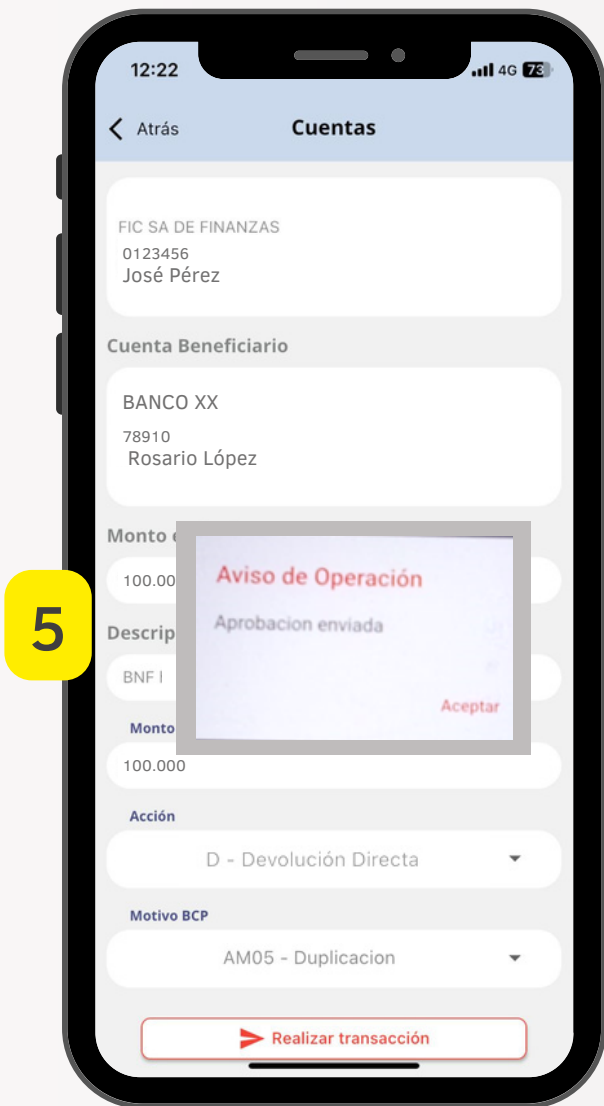 12:22
4G 73
Atrás
Cuentas
FIC SA DE FINANZAS
0123456
José Pérez
Cuenta Beneficiario
BANCO XX
78910
Rosario López
Monto
100.00
Aviso de Operación
Aprobacion enviada
Aceptar
5
Descrip
BNF
Monto
100.000
Acción
D - Devolución Directa
Motivo BCP
AM05 - Duplicacion
Realizar transacción